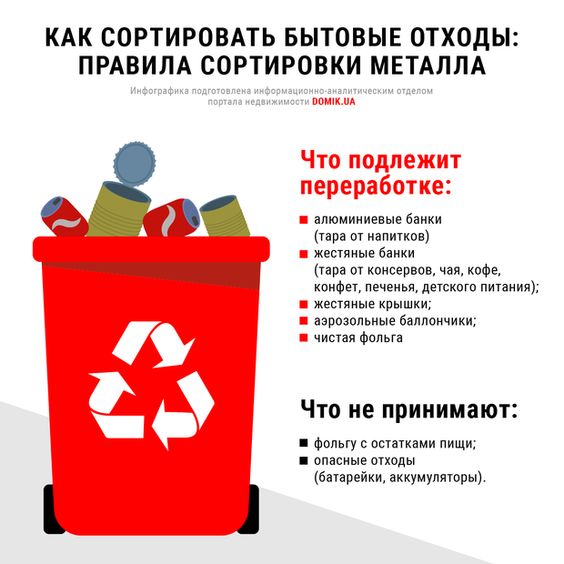 КАК СОРТИРОВАТЬ БЫТОВЫЕ ОТХОДЫ:
ПРАВИЛА СОРТИРОВКИ МЕТАЛЛА
Инфографика подготовлена информационно-аналитическим отделом
портала недвижимости DOMIK.UA
Что подлежит
переработке:
алюминиевые банки
(тара от напитков)
жестяные банки
(тара от консервов, чая, кофе,
конфет, печенья, детского питания);
жестяные крышки;
аэрозольные баллончики;
чистая фольга
Что не принимают:
фольгу с остатками пищи;
опасные отходы
(батарейки, аккумуляторы).